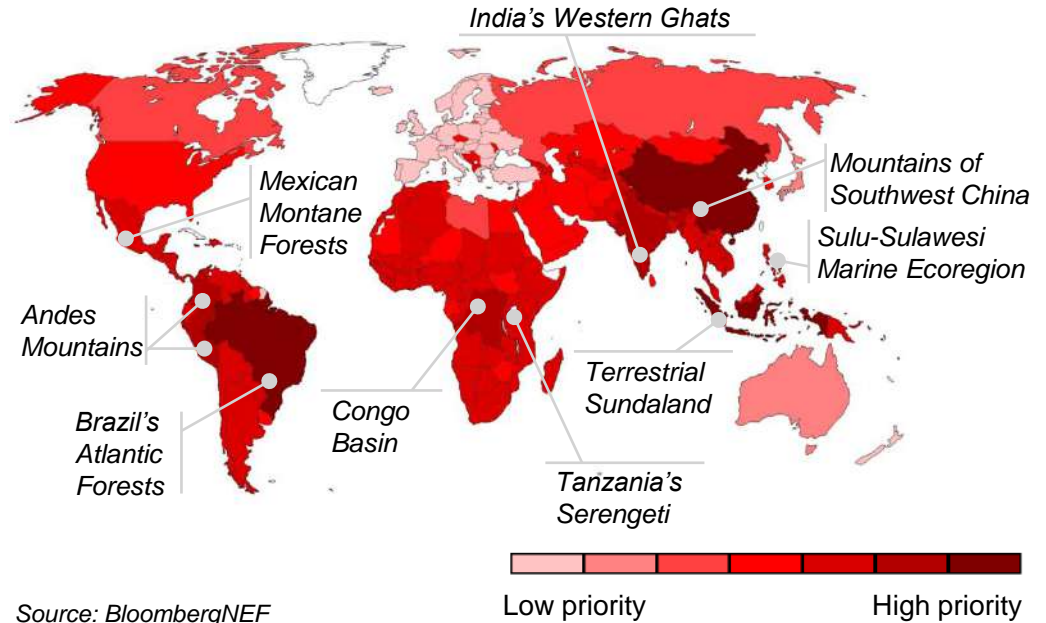 India's Western Ghats
Mountains of
Southwest China
Mexican
Montane
Forests
Sulu-Sulawesi
Marine Ecoregion
Andes
Mountains
Terrestrial
Sundaland
Congo
Basin
Brazil's
Atlantic
Forests
Tanzania's
Serengeti
Low priority
High priority
Source: BloombergNEF